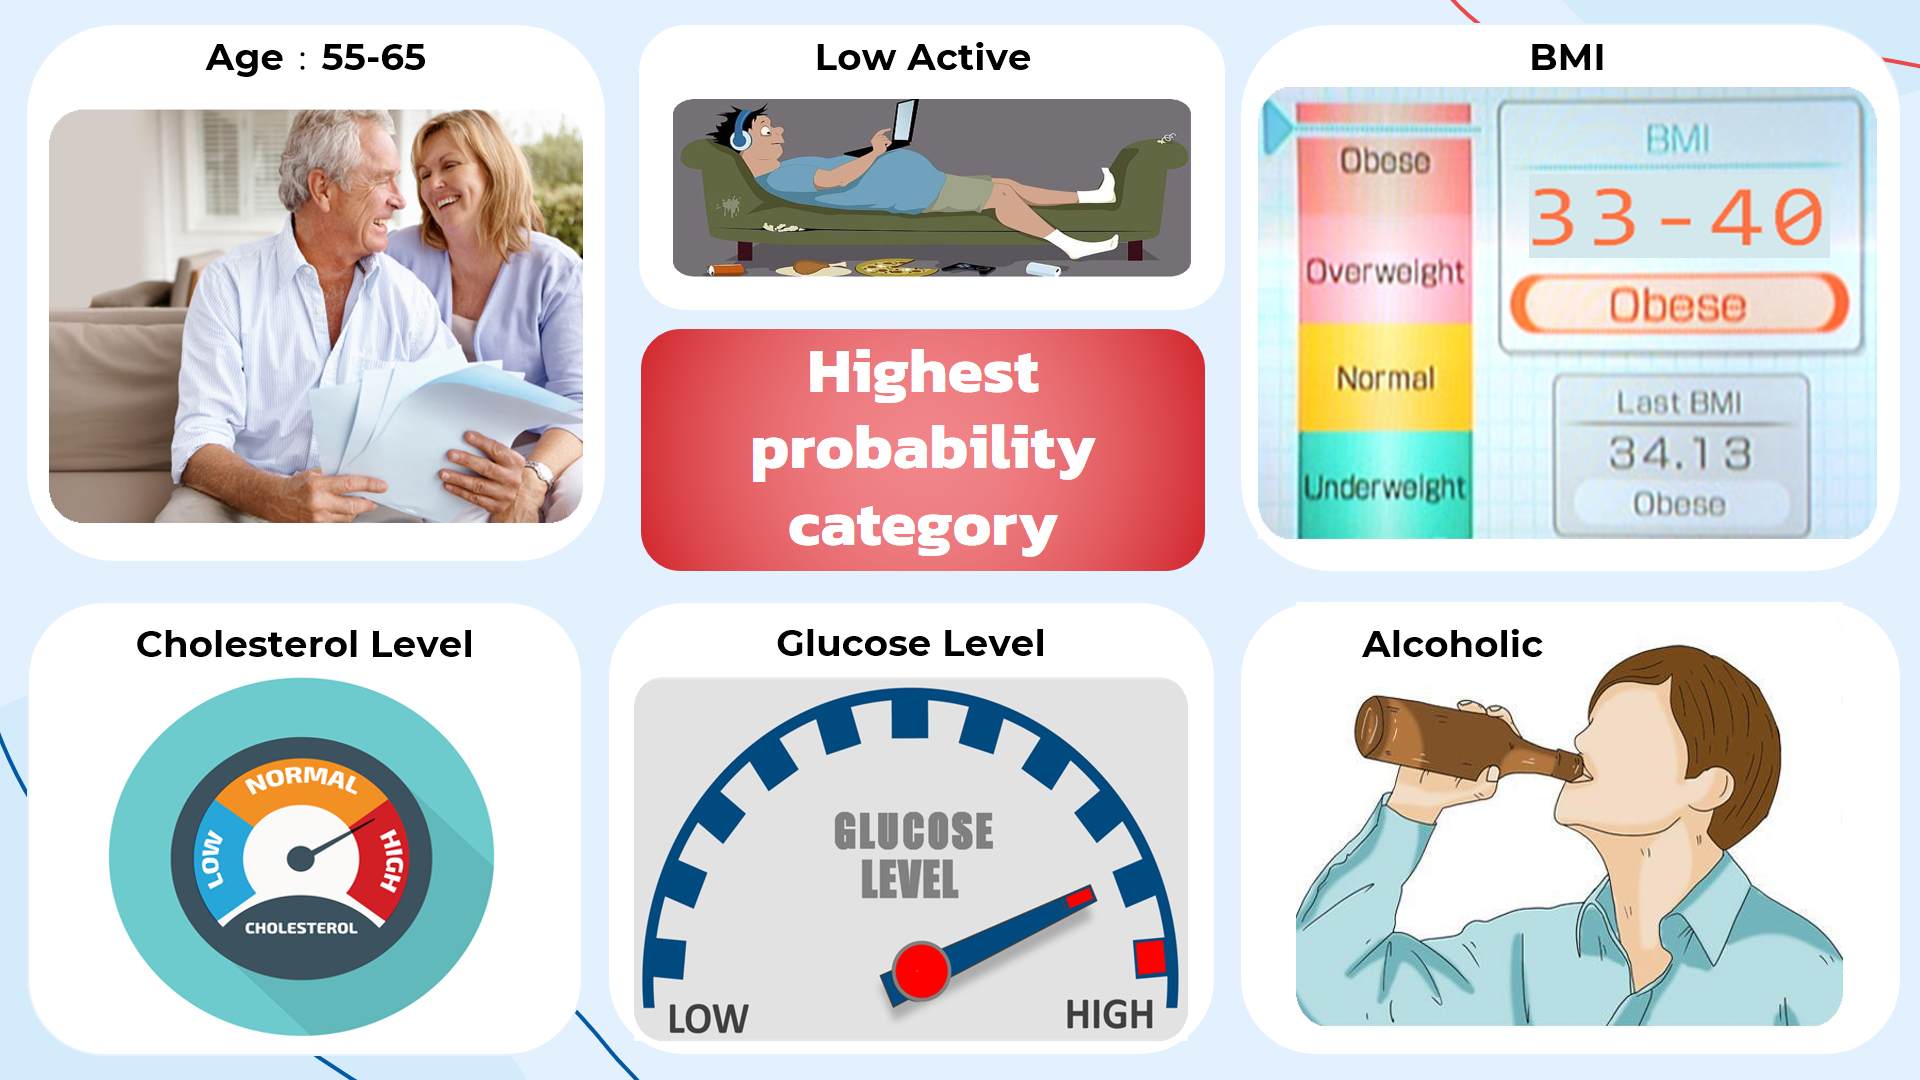 Age : 55-65
Low Active
BMI
Obese
Overweight
Normal
Underweight
BMI
33-40
Obese
Last BMI
34.13
Obese
Highest
probability
category
Cholesterol Level
LOW
NORMAL
HIGH
CHOLESTEROL
Glucose Level
GLUCOSE
LEVEL
LOW
HIGH
Alcoholic